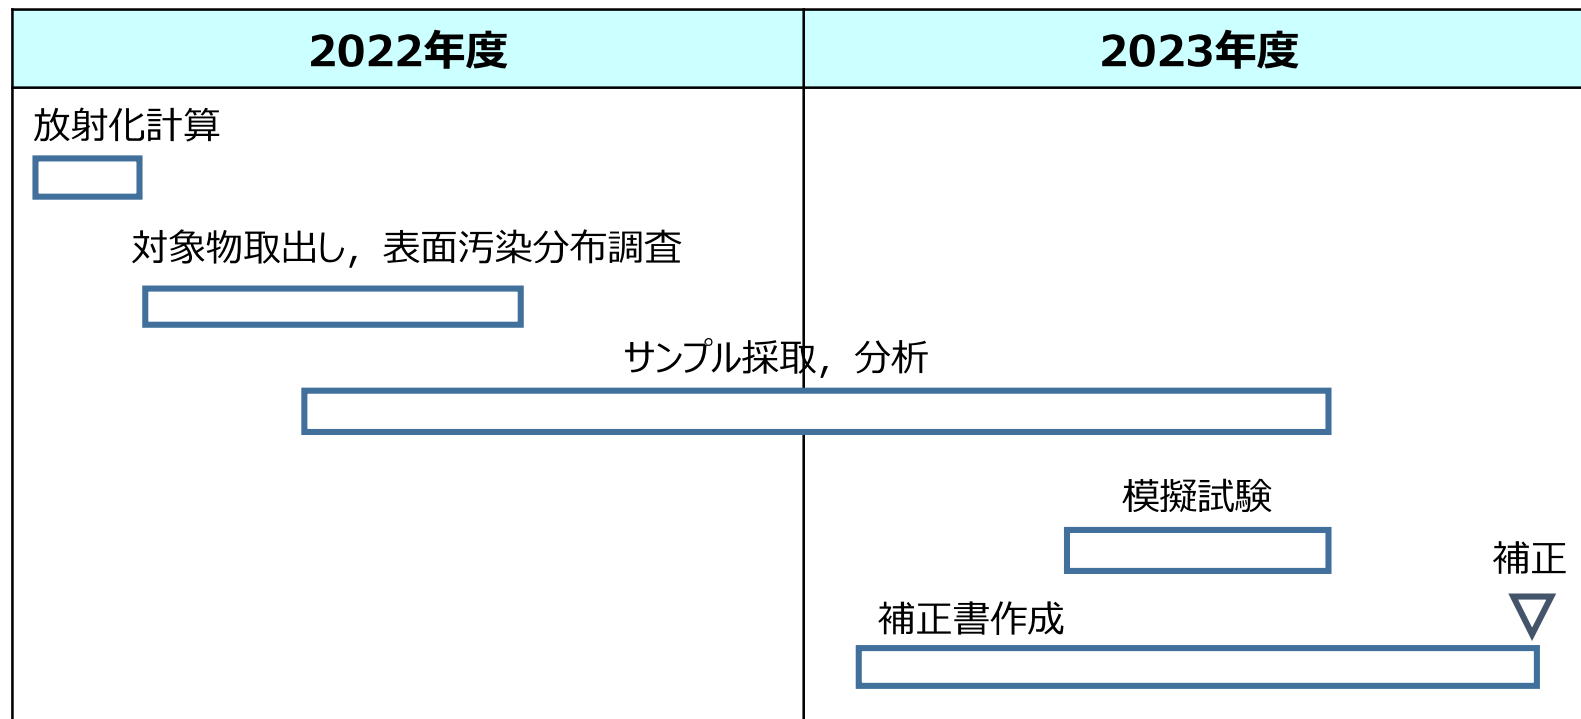 2022年度
2023年度
放射化計算
対象物取出し，表面汚染分布調査
サンプル採取，分析
模擬試験
補正
補正書作成